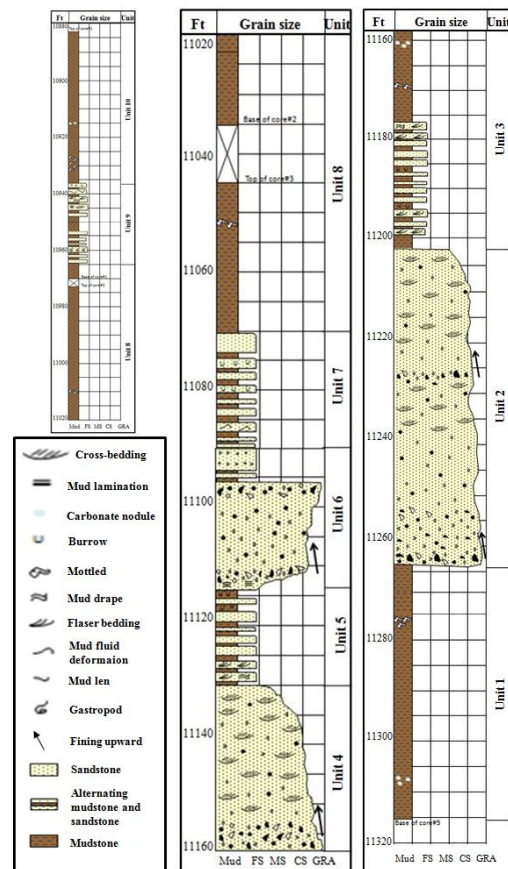 Ft Grain size
10880
Top of core#1
10900
10920
10940
10960
Base of core#1
Top of core#2
10980
11000
11020
Mud FS MS CS GRA
Unit 10
Unit 9
Unit 8
Cross-bedding
Mud lamination
Carbonate nodule
Burrow
Mottled
Mud drape
Flaser bedding
Mud fluid
deformaion
Mud len
Gastropod
Fining upward
Sandstone
Alternating
mudstone and
sandstone
Mudstone
Ft Grain size
11020
Base of core#2
11040
Top of core#3
11060
11080
11100
11120
11140
11160
Mud FS MS CS GRA
Unit 8
Unit 7
Unit 6
Unit 5
Unit 4
Ft Grain size
11160
11180
11200
11220
11240
11260
11280
11300
Base of core#3
11320
Mud FS MS CS GRA
Unit 3
Unit 2
Unit 1